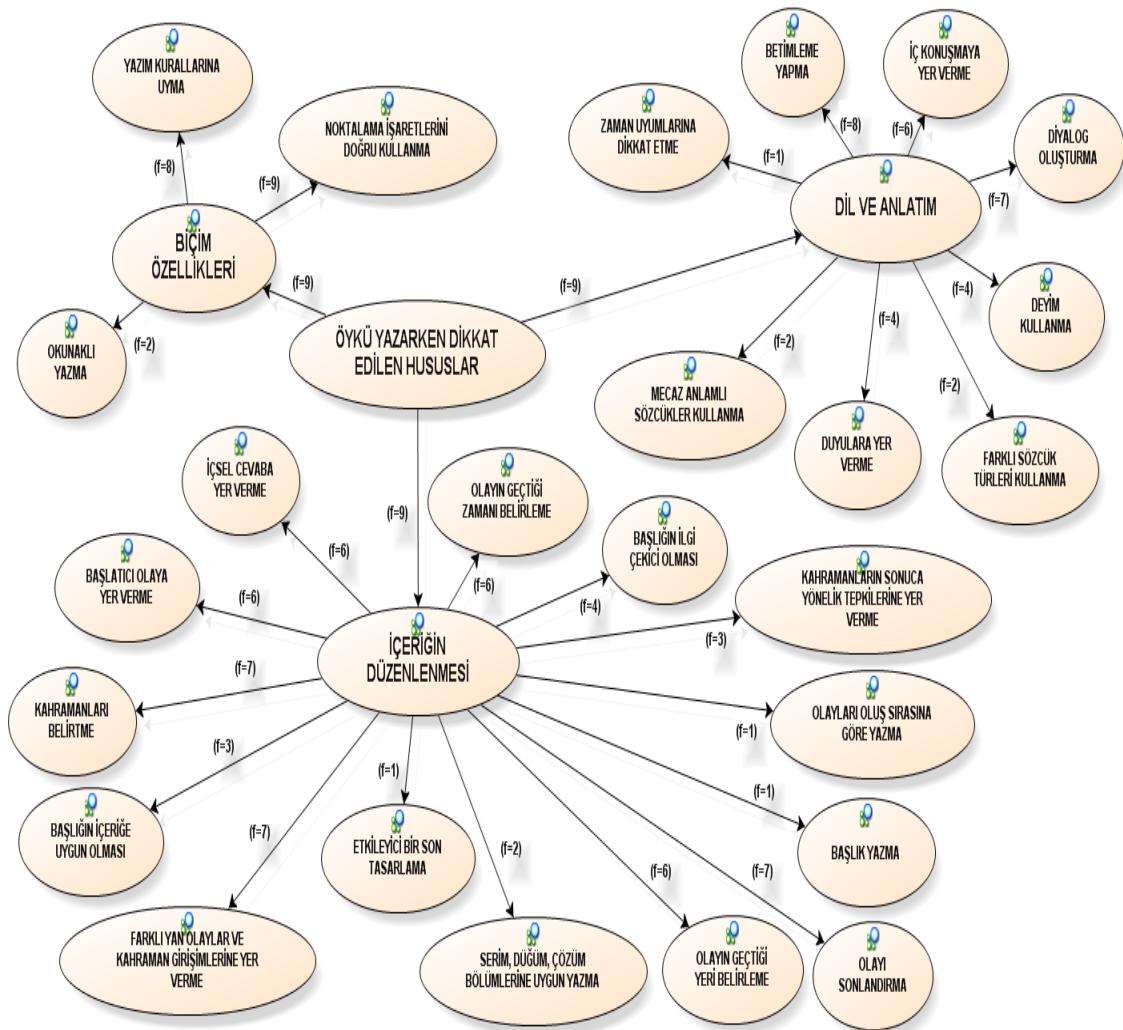 YAZIM KURALLARINA
UYMA
NOKTALAMA İŞARETLERİNİ
DOĞRU KULLANMA
(f=8)
(f=9)
BİÇİM
ÖZELLİKLERİ
OKUNAKLI
YAZMA
(f=2)
(f=9)
ÖYKÜ YAZARKEN DİKKAT
EDİLEN HUSUSLAR
(f=9)
BETİMLEME
YAPMA
İÇ KONUŞMAYA
YER VERME
ZAMAN UYUMLARINA
DİKKAT ETME
DİYALOG
OLUŞTURMA
(f=1)
(f=8)
(f=6)
(f=7)
DİL VE ANLATIM
(f=4)
DEYİM
KULLANMA
(f=4)
(f=2)
(f=2)
MECAZ ANLAMLI
SÖZCÜKLER KULLANMA
DUYULARA YER
VERME
FARKLI SÖZCÜK
TÜRLERİ KULLANMA
(f=9)
İÇSEL CEVABA
YER VERME
OLAYIN GEÇTİĞİ
ZAMANI BELİRLEME
BAŞLIĞIN İLGİ
ÇEKİCİ OLMASI
(f=6)
(f=6)
(f=4)
BAŞLATICI OLAYA
YER VERME
(f=6)
KAHRAMANLARIN SONUCA
YÖNELİK TEPKİLERİNE YER
VERME
(f=3)
İÇERİĞİN
DÜZENLENMESİ
(f=7)
KAHRAMANLARI
BELİRTME
OLAYLARI OLUŞ SIRASINA
GÖRE YAZMA
(f=1)
(f=3)
BAŞLIĞIN İÇERİĞE
UYGUN OLMASI
(f=1)
ETKİLEYİCİ BİR SON
TASARLAMA
(f=1)
BAŞLIK YAZMA
(f=7)
(f=2)
(f=6)
(f=7)
FARKLI YAN OLAYLAR VE
KAHRAMAN GİRİŞİMLERİNE YER
VERME
SERİM, DÜĞÜM, ÇÖZÜM
BÖLÜMLERİNE UYGUN YAZMA
OLAYIN GEÇTİĞİ
YERİ BELİRLEME
OLAYI
SONLANDIRMA